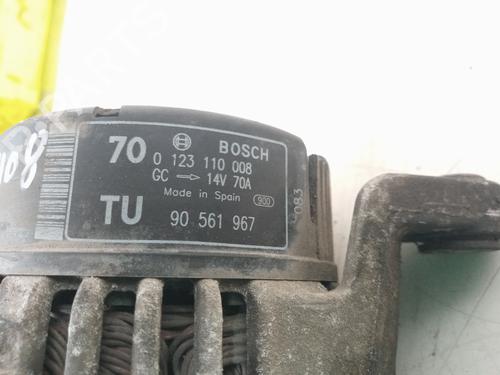 70 BOSCH
0 123 110 008
GC → 14V 70A
Made in Spain 900
TU 90 561 967
083